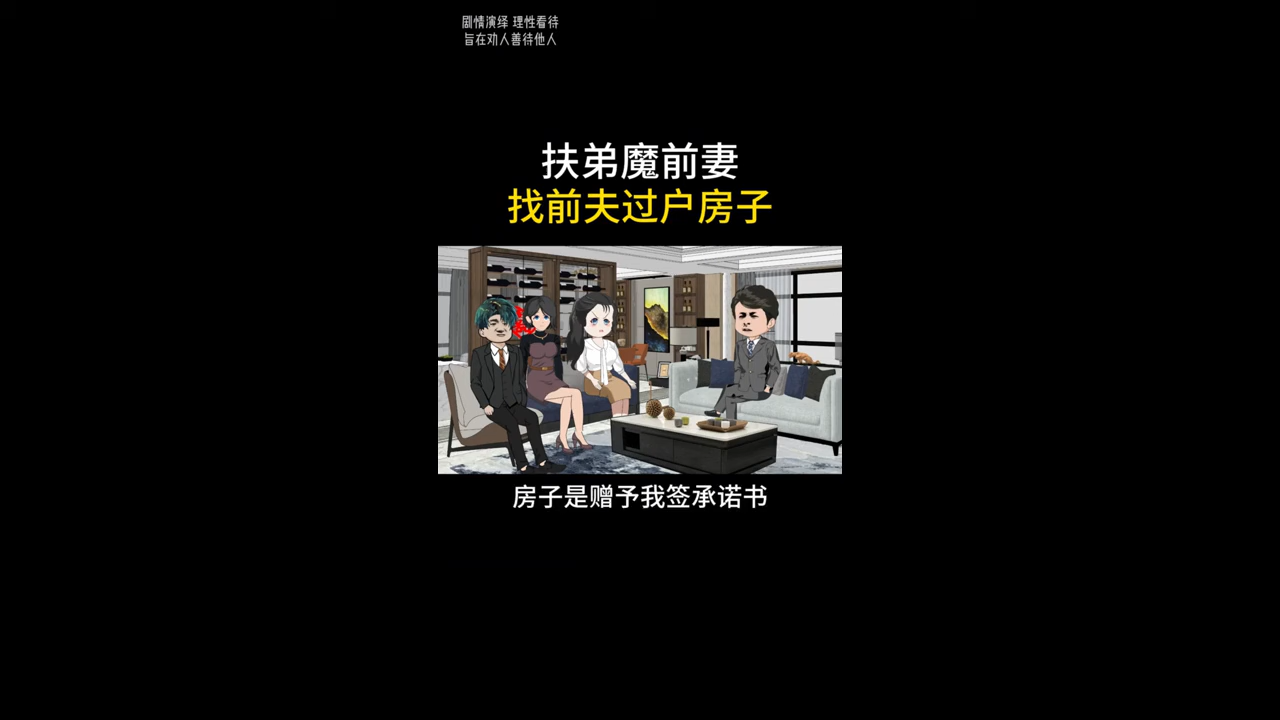 剧情演绎 理性看待
旨在劝人善待他人
扶弟魔前妻
找前夫过户房子
房子是赠予我签承诺书